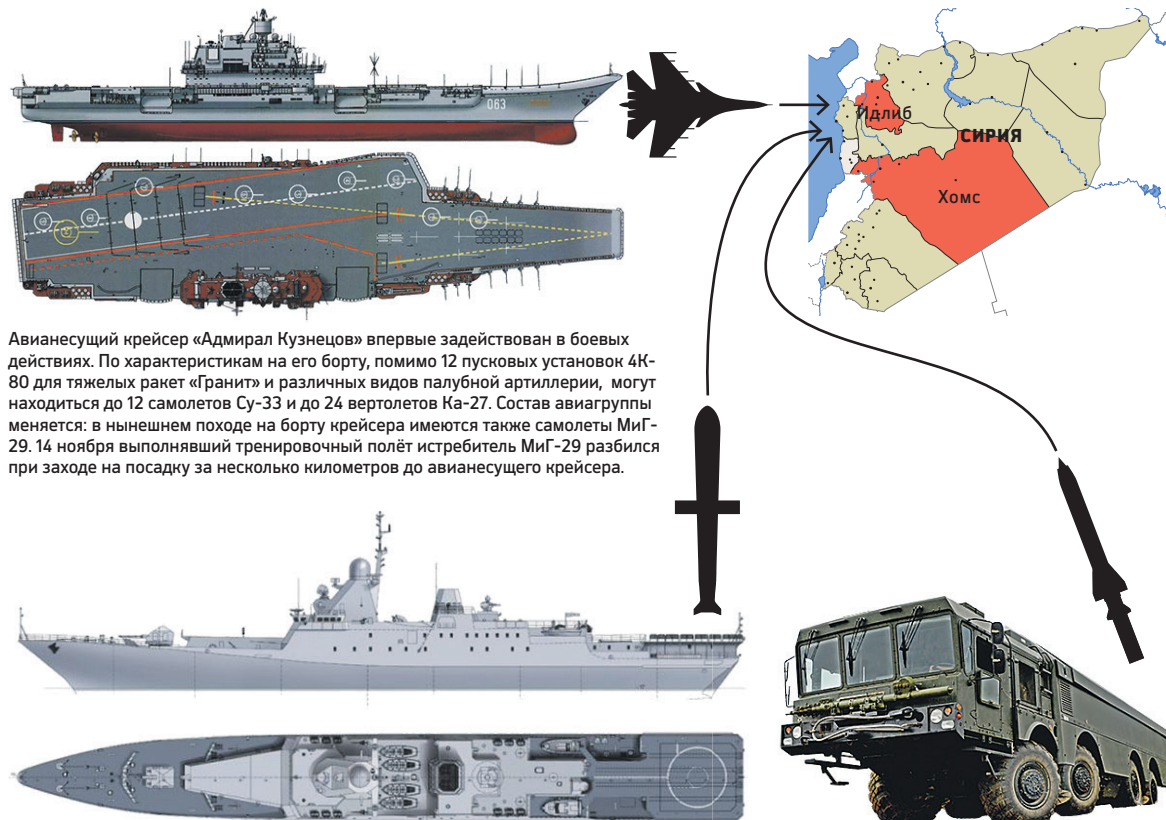 063
Идлиб
СИРИЯ
Хомс
Авианесущий крейсер «Адмирал Кузнецов» впервые задействован в боевых
действиях. По характеристикам на его борту, помимо 12 пусковых установок 4К-
80 для тяжелых ракет «Гранит» и различных видов палубной артиллерии, могут
находиться до 12 самолетов Су-33 и до 24 вертолетов Ка-27. Состав авиагруппы
меняется: в нынешнем походе на борту крейсера имеются также самолеты МиГ-
29. 14 ноября выполнявший тренировочный полёт истребитель МиГ-29 разбился
при заходе на посадку за несколько километров до авианесущего крейсера.